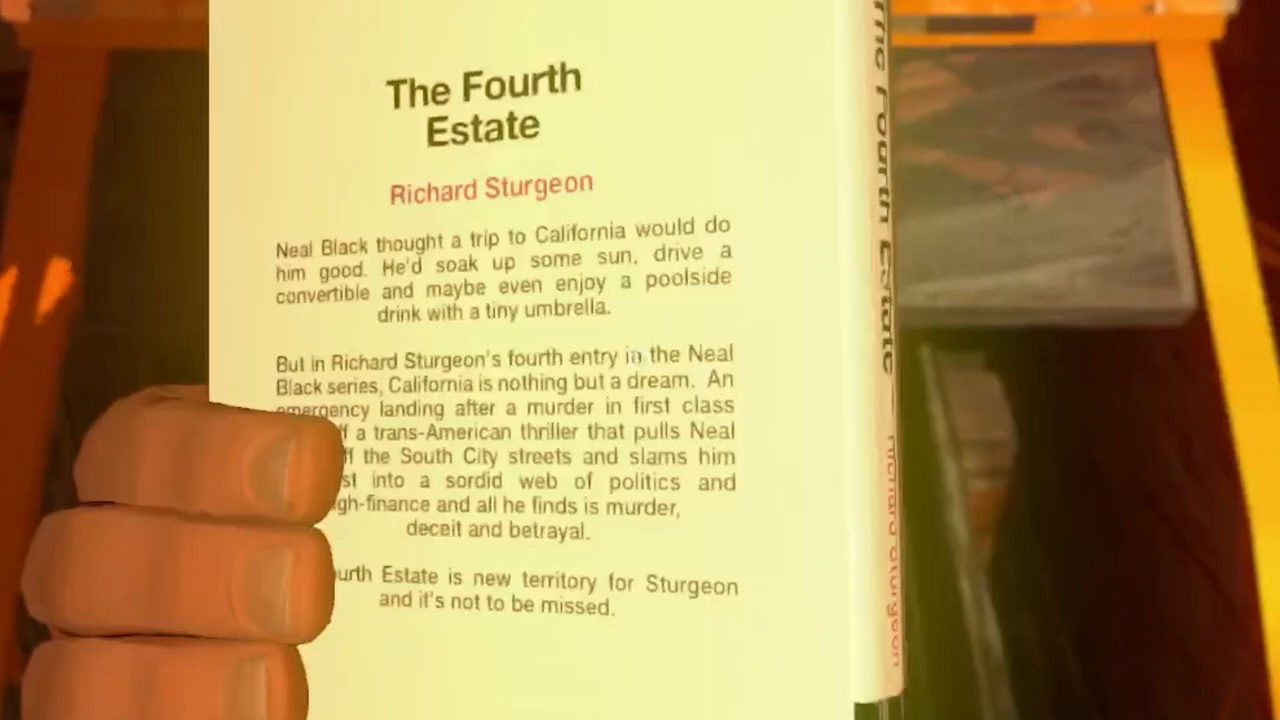 The Fourth
Estate
Richard Sturgeon
Neal Black thought a trip to California would do
him good. He'd soak up some sun, drive a
convertible and maybe even enjoy a poolside
drink with a tiny umbrella.
But in Richard Sturgeon's fourth entry in the Neal
Black series, California is nothing but a dream. An
emergency landing after a murder in first class
a trans-American thriller that pulls Neal
the South City streets and slams him
into a sordid web of politics and
and all he finds is murder,
deceit and betrayal.
Estate is new territory for Sturgeon
and it's not to be missed.
The Fourth Estate — Richard Sturgeon